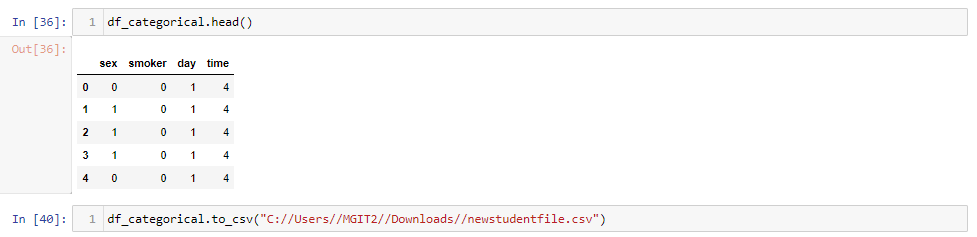 In [36]: 1 df_categorical.head()
Out[36]:
sex smoker day time
0 0 0 1 4
1 1 0 1 4
2 1 0 1 4
3 1 0 1 4
4 0 0 1 4
In [40]: 1 df_categorical.to_csv("C://Users//MGIT2//Downloads//newstudentfile.csv")